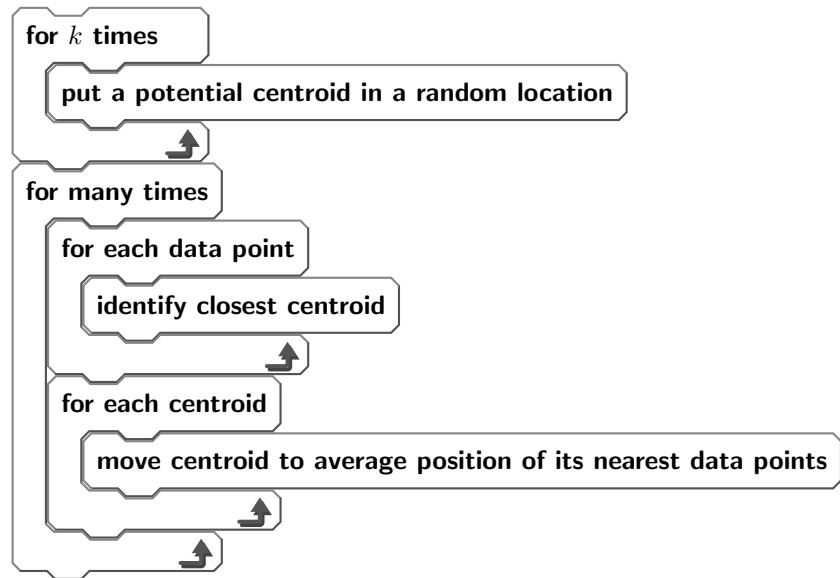 for k times
put a potential centroid in a random location
for many times
for each data point
identify closest centroid
for each centroid
move centroid to average position of its nearest data points